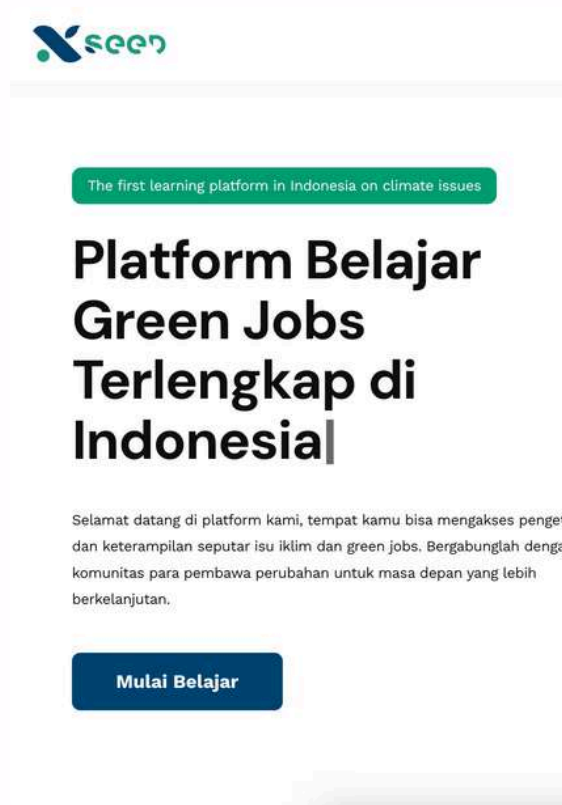 Xseed
The first learning platform in Indonesia on climate issues
Platform Belajar
Green Jobs
Terlengkap di
Indonesia
Selamat datang di platform kami, tempat kamu bisa mengakses
dan keterampilan seputar isu iklim dan green jobs. Bergabunglah
komunitas para pembawa perubahan untuk masa depan yang lebih
berkelanjutan.
Mulai Belajar